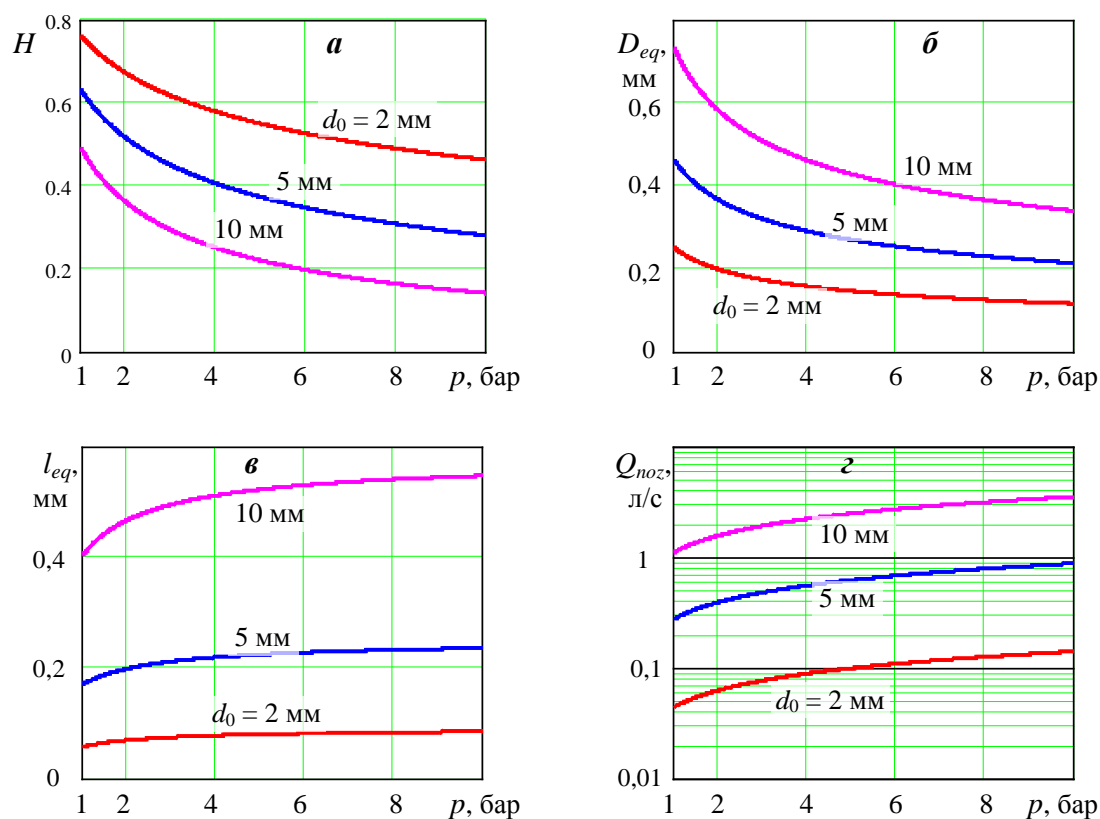 0.8
H
а
0.6
d0 = 2 мм
0.4
5 мм
0.2
10 мм
0
1 2 4 6 8 p, бар
Deq,
мм
б
0,6
10 мм
0,4
5 мм
0,2
d0 = 2 мм
0
1 2 4 6 8 p, бар
leq,
мм
в
10 мм
0,4
0,2
5 мм
d0 = 2 мм
0
1 2 4 6 8 p, бар
Qnoz,
л/с
г
10 мм
1
5 мм
0,1
d0 = 2 мм
0,01
1 2 4 6 8 p, бар